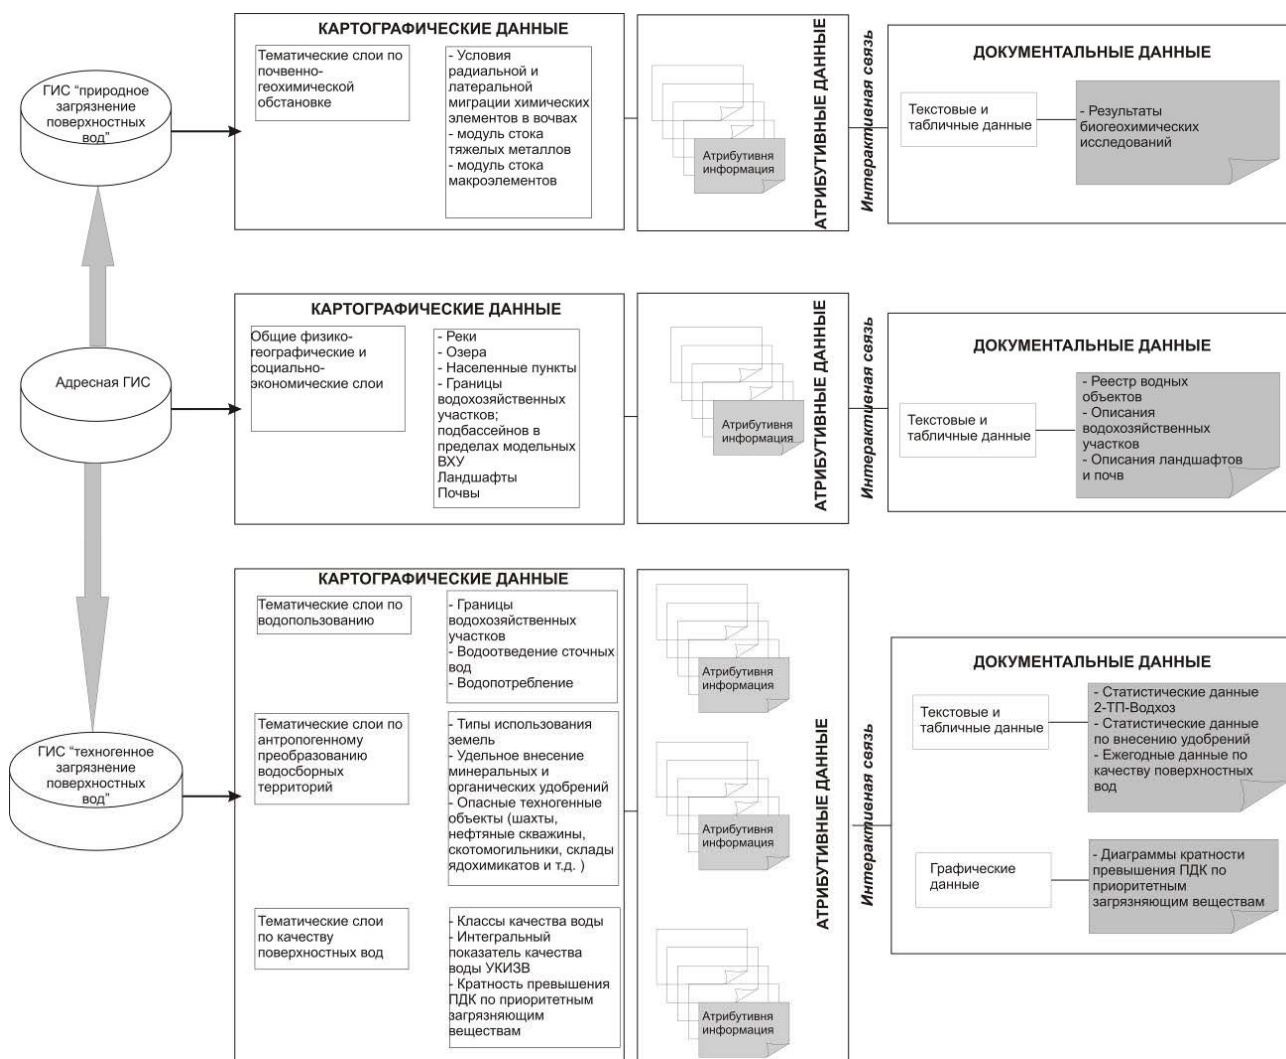 КАРТОГРАФИЧЕСКИЕ ДАННЫЕ
ГИС “природное
загрязнение
поверхностных
вод”
Тематические слои по
почвенно-
геохимической
обстановке
- Условия
радиальной и
латеральной
миграции химических
элементов в вочвах
- модуль стока
тяжелых металлов
- модуль стока
макроэлементов
Атрибутивня
информация
АТРИБУТИВНЫЕ ДАННЫЕ
Интерактивная связь
ДОКУМЕНТАЛЬНЫЕ ДАННЫЕ
Текстовые и
табличные данные
- Результаты
биогеохимических
исследований
Адресная ГИС
КАРТОГРАФИЧЕСКИЕ ДАННЫЕ
Общие физико-
географические и
социально-
экономические слои
- Реки
- Озера
- Населенные пункты
- Границы
водохозяйственных
участков;
подбассейнов в
пределах модельных
ВХУ
Ландшафты
Почвы
Атрибутивня
информация
АТРИБУТИВНЫЕ ДАННЫЕ
Интерактивная связь
ДОКУМЕНТАЛЬНЫЕ ДАННЫЕ
Текстовые и
табличные данные
- Реестр водных
объектов
- Описания
водохозяйственных
участков
- Описания ландшафтов
и почв
ГИС “техногенное
загрязнение
поверхностных
вод”
КАРТОГРАФИЧЕСКИЕ ДАННЫЕ
Тематические слои по
водопользованию
- Границы
водохозяйственных
участков
- Водоотведение сточных
вод
- Водопотребление
Атрибутивня
информация
Тематические слои по
антропогенному
преобразованию
водосборных
территорий
- Типы использования
земель
- Удельное внесение
минеральных и
органических удобрений
- Опасные техногенные
объекты (шахты,
нефтяные скважины,
скотомогильники, склады
ядохимикатов и т.д. )
Атрибутивня
информация
Тематические слои
по качеству
поверхностных вод
- Классы качества воды
- Интегральный
показатель качества
воды УКИЗВ
- Кратность превышения
ПДК по приоритетным
загрязняющим
веществам
Атрибутивня
информация
АТРИБУТИВНЫЕ ДАННЫЕ
Интерактивная связь
ДОКУМЕНТАЛЬНЫЕ ДАННЫЕ
Текстовые и
табличные данные
- Статистические данные
2-ТП-Водхоз
- Статистические данные
по внесению удобрений
- Ежегодные данные по
качеству поверхностных
вод
Графические
данные
- Диаграммы кратности
превышения ПДК по
приоритетным
загрязняющим веществам